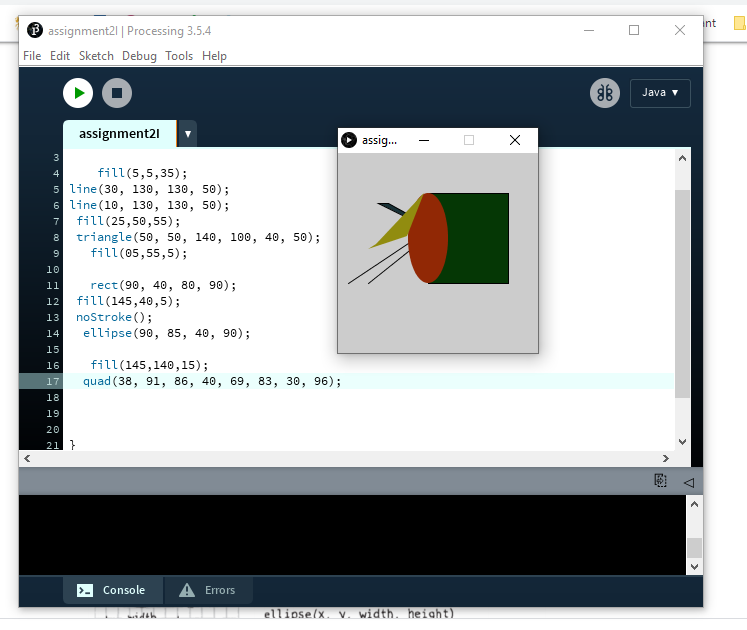 nt
assignment2l | Processing 3.5.4
File Edit Sketch Debug Tools Help
Java ▼
assignment2l ▼
assig...
3
4 fill(5,5,35);
5 line(30, 130, 130, 50);
6 line(10, 130, 130, 50);
7 fill(25,50,55);
8 triangle(50, 50, 140, 100, 40, 50);
9 fill(05,55,5);
10
11 rect(90, 40, 80, 90);
12 fill(145,40,5);
13 noStroke();
14 ellipse(90, 85, 40, 90);
15
16 fill(145,140,15);
17 quad(38, 91, 86, 40, 69, 83, 30, 96);
18
19
20
21 }
Console Errors
width ellipse(x, y, width, height)